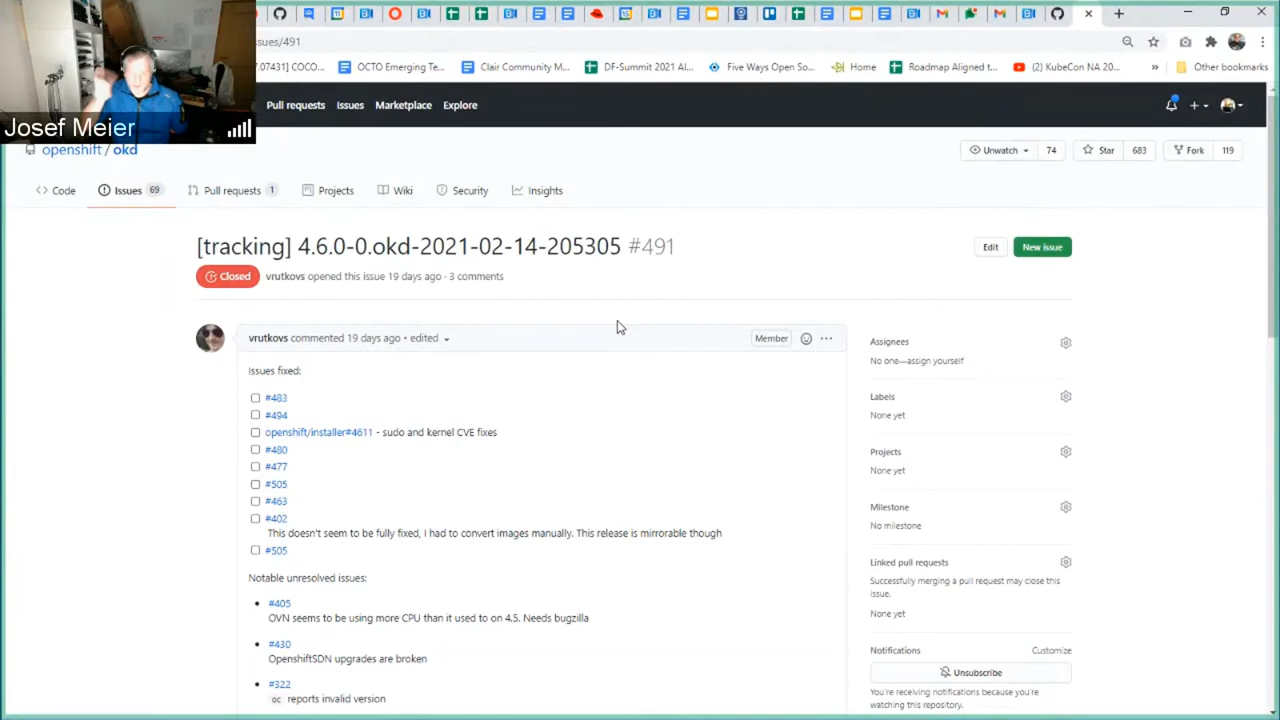 ssues/491
7.07431] COCO...
OCTO Emerging Te...
Clair Community M...
DF-Summit 2021 Al...
Five Ways Open So...
Home
Roadmap Aligned t...
(2) KubeCon NA 20...
»
Other bookmarks
Josef Meier
Pull requests
Issues
Marketplace
Explore
openshift / okd
Unwatch 74
Star 683
Fork 119
Code
Issues 69
Pull requests 1
Projects
Wiki
Security
Insights
[tracking] 4.6.0-0.okd-2021-02-14-205305 #491
Edit
New issue
Closed
vrutkovs opened this issue 19 days ago · 3 comments
vrutkovs commented 19 days ago • edited
Member
Issues fixed:
#483
#494
openshift/installer#4611 - sudo and kernel CVE fixes
#480
#477
#505
#463
#402
This doesn't seem to be fully fixed, I had to convert images manually. This release is mirrorable though
#505
Notable unresolved issues:
• #405
OVN seems to be using more CPU than it used to on 4.5. Needs bugzilla
• #430
OpenshiftSDN upgrades are broken
• #322
oc reports invalid version
Assignees
No one—assign yourself
Labels
None yet
Projects
None yet
Milestone
No milestone
Linked pull requests
Successfully merging a pull request may close this
issue.
None yet
Notifications
Customize
Unsubscribe
You're receiving notifications because you're
watching this repository.